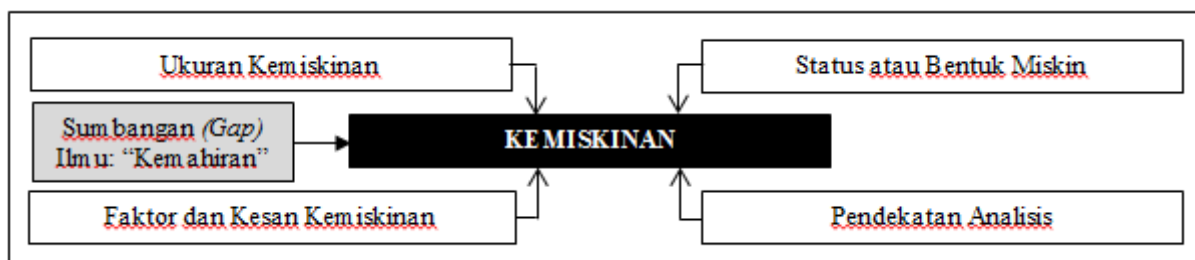 Ukuran Kemiskinan
Status atau Bentuk Miskin
Sumbangan (Gap)
Ilmu: “Kemahiran”
KEMISKINAN
Faktor dan Kesan Kemiskinan
Pendekatan Analisis